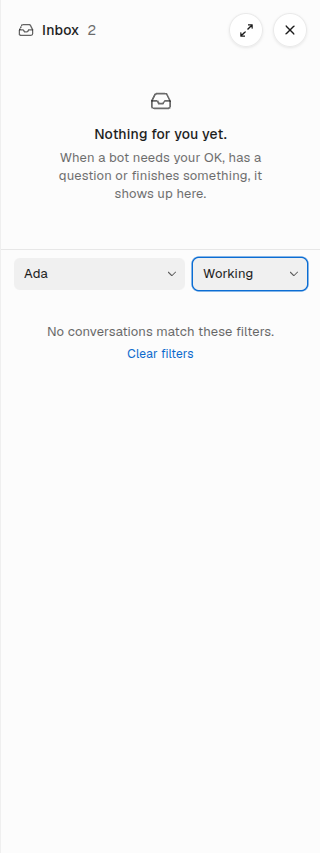 Inbox 2
Nothing for you yet.
When a bot needs your OK, has a
question or finishes something, it
shows up here.
Ada
Working
No conversations match these filters.
Clear filters